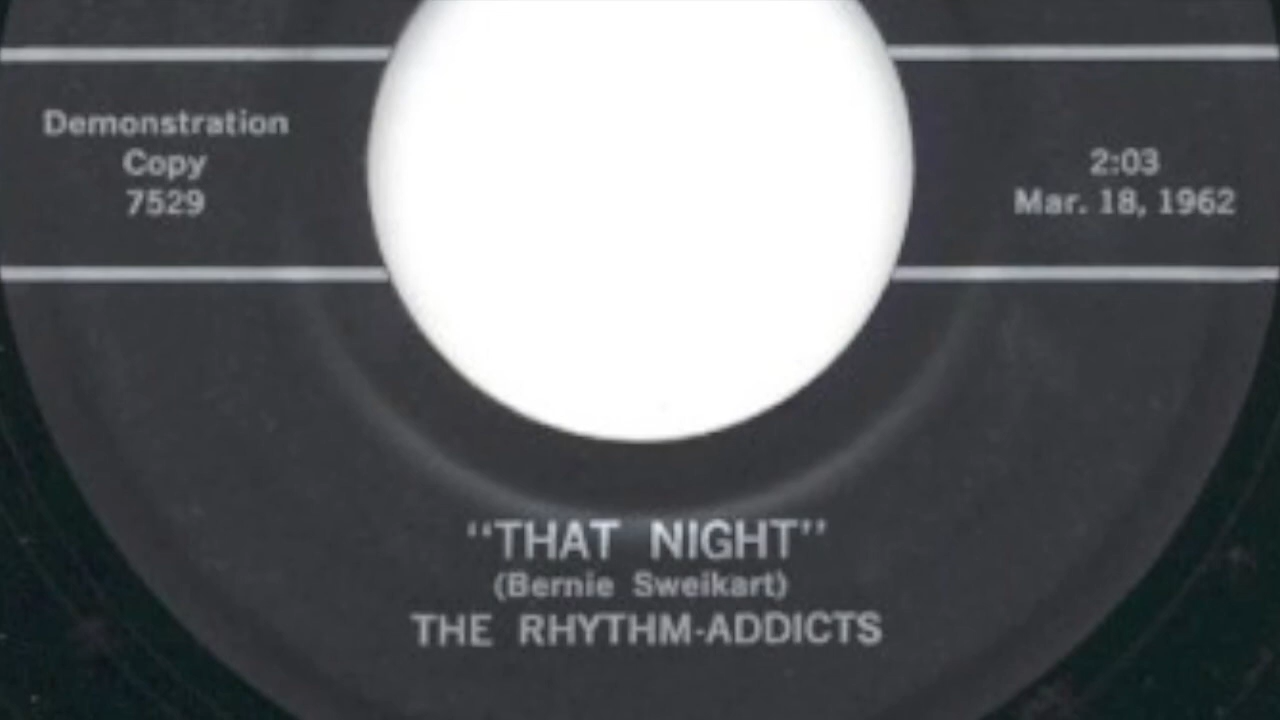 Demonstration
Copy
7529
2:03
Mar. 18, 1962
“THAT NIGHT”
(Bernie Sweikart)
THE RHYTHM-ADDICTS